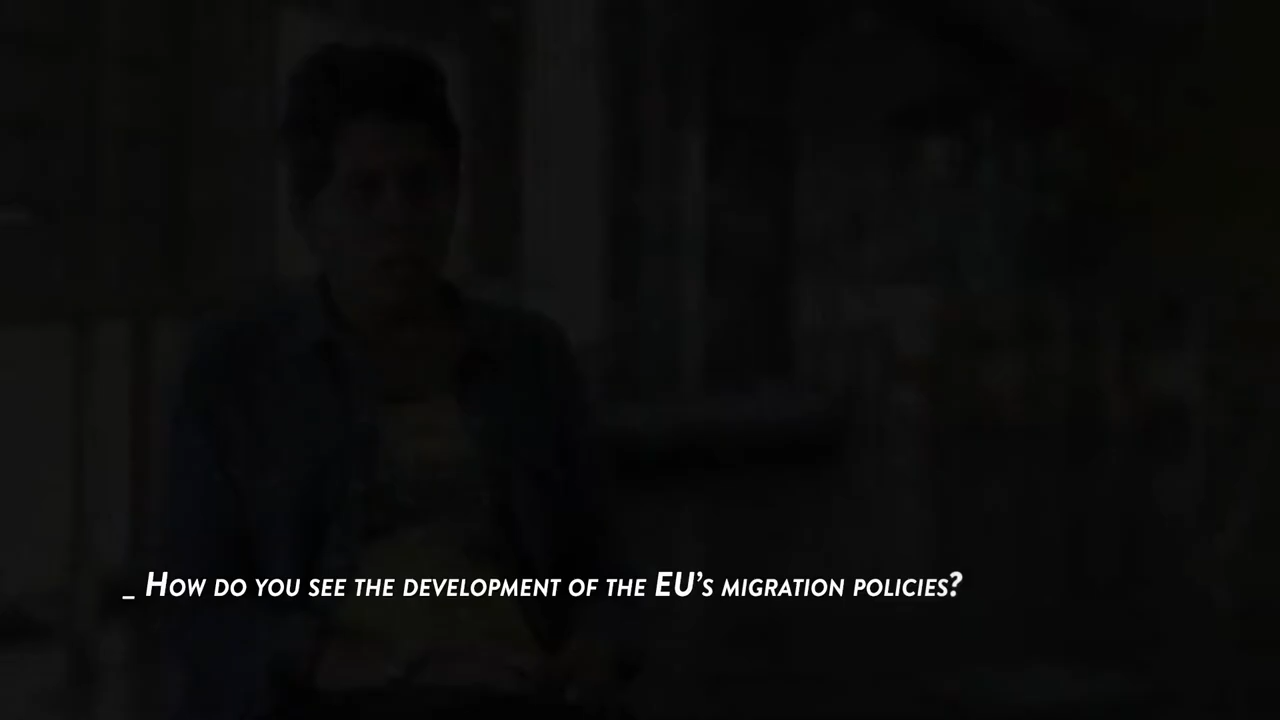 _ How do you see the development of the EU's migration policies?